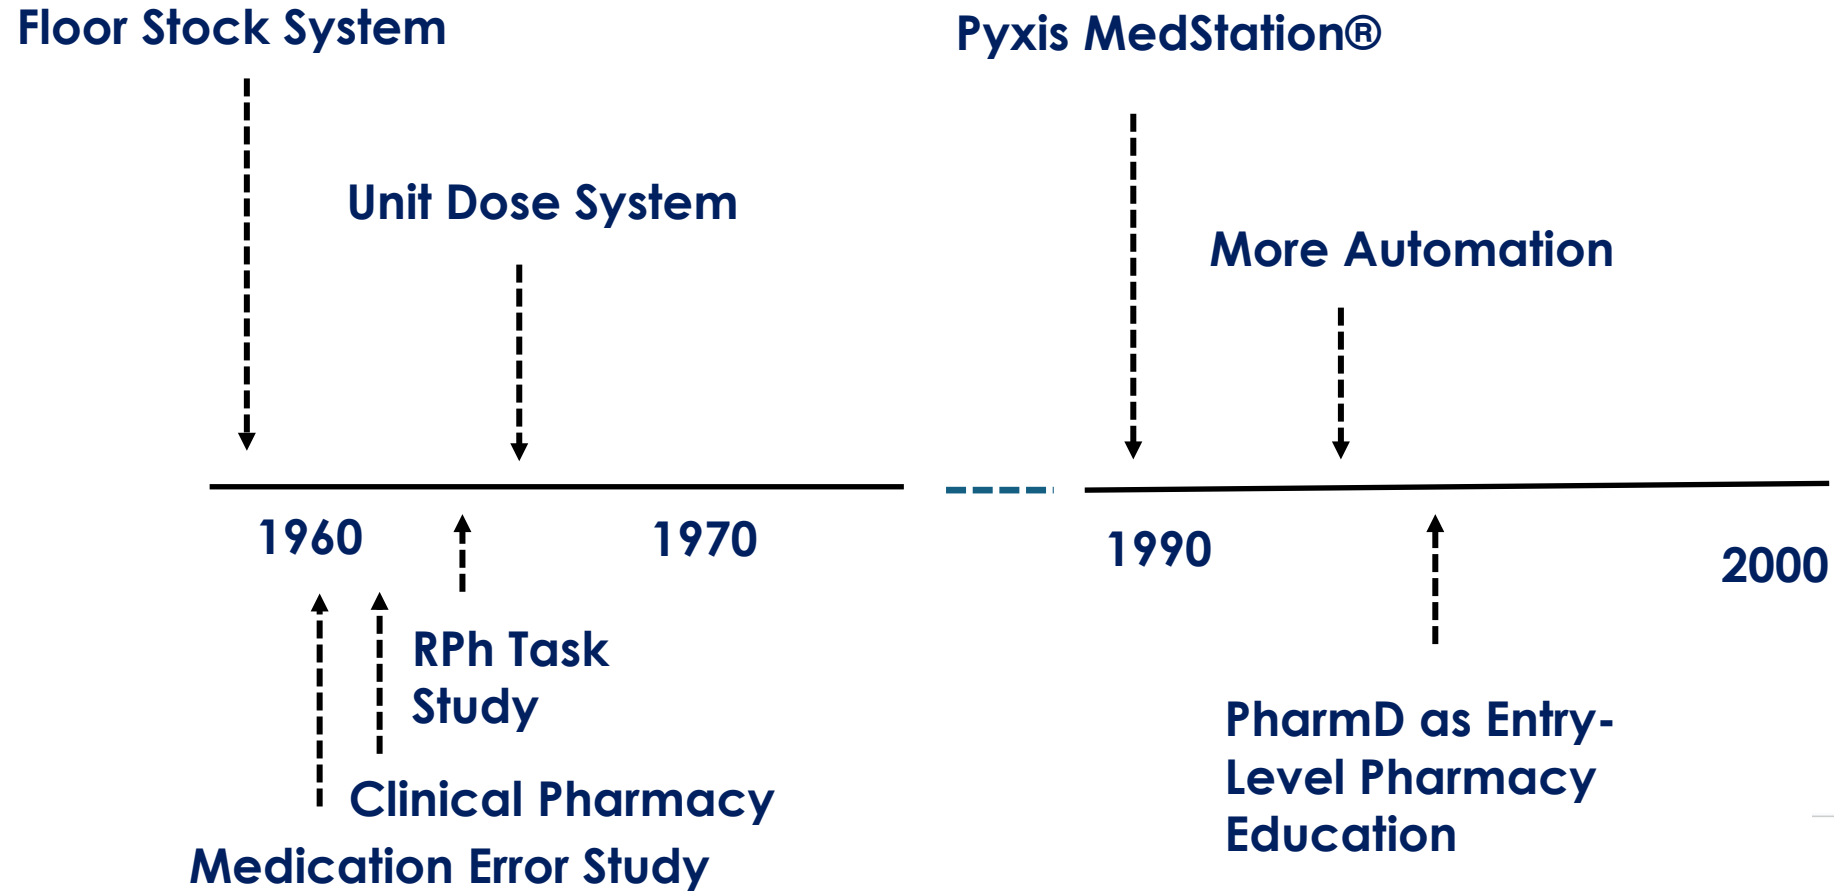 Floor Stock System
Pyxis MedStation®
Unit Dose System
More Automation
1960
1970
1990
2000
RPh Task
Study
Clinical Pharmacy
Medication Error Study
PharmD as Entry-
Level Pharmacy
Education